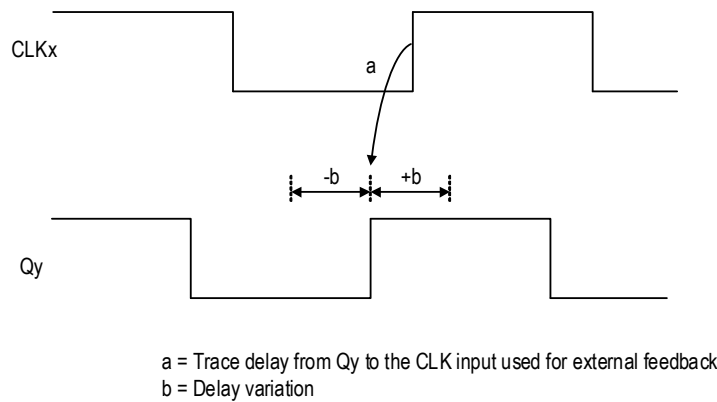 CLKx
a
-b
+b
Qy
a = Trace delay from Qy to the CLK input used for external feedback
b = Delay variation